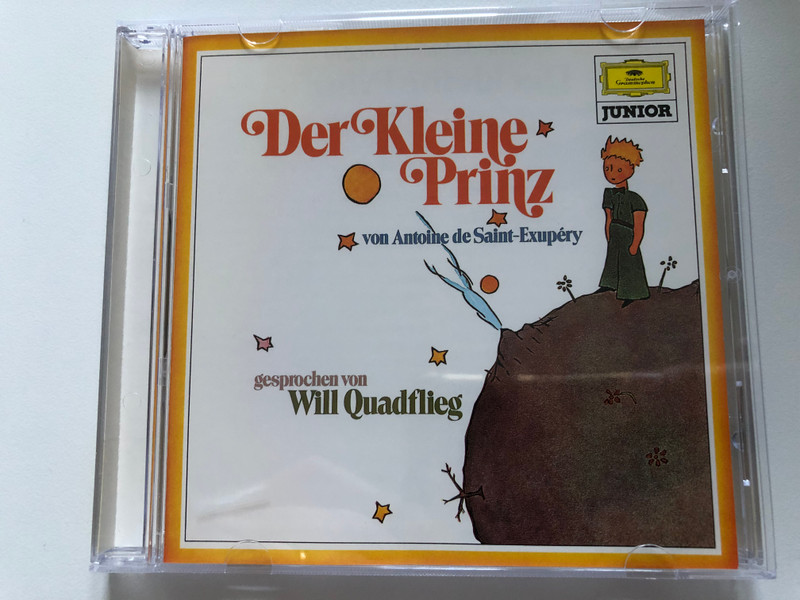 Deutsche
Grammophon
JUNIOR
Der Kleine
Prinz
von Antoine de Saint-Exupéry
gesprochen von
Will Quadflieg